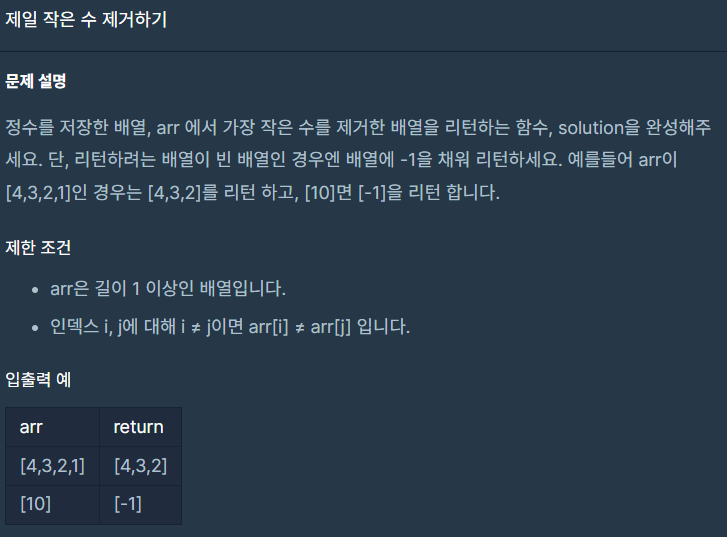 제일 작은 수 제거하기
문제 설명
정수를 저장한 배열, arr 에서 가장 작은 수를 제거한 배열을 리턴하는 함수, solution을 완성해주
세요. 단, 리턴하려는 배열이 빈 배열인 경우엔 배열에 -1을 채워 리턴하세요. 예를들어 arr이
[4,3,2,1]인 경우는 [4,3,2]를 리턴 하고, [10]면 [-1]을 리턴 합니다.
제한 조건
• arr은 길이 1 이상인 배열입니다.
• 인덱스 i, j에 대해 i ≠ j이면 arr[i] ≠ arr[j] 입니다.
입출력 예
arr return
[4,3,2,1] [4,3,2]
[10] [-1]